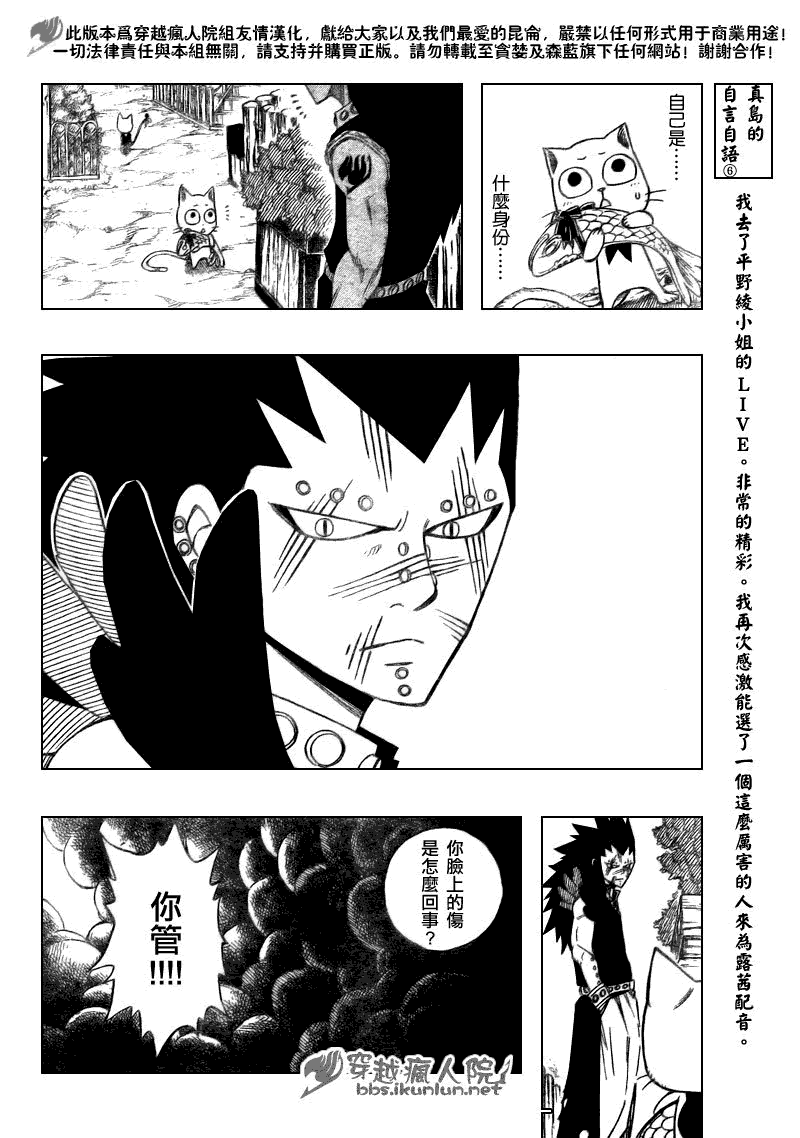 此版本爲穿越瘋人院組友情漢化，獻給大家以及我們最愛的昆侖，嚴禁以任何形式用于商業用途！
一切法律責任與本組無關，請支持并購買正版。請勿轉載至貪婪及森藍旗下任何網站！謝謝合作！
真島的
自言自語⑥
我去了平野綾小姐的LIVE。非常的精彩。我再次感激能選了一個這麼厲害的人來為露茜配音。
自己是……
什麼身份……
你臉上的傷
是怎麼回事？
你管
!!!!
穿越瘋人院
bbs.ikunlun.net